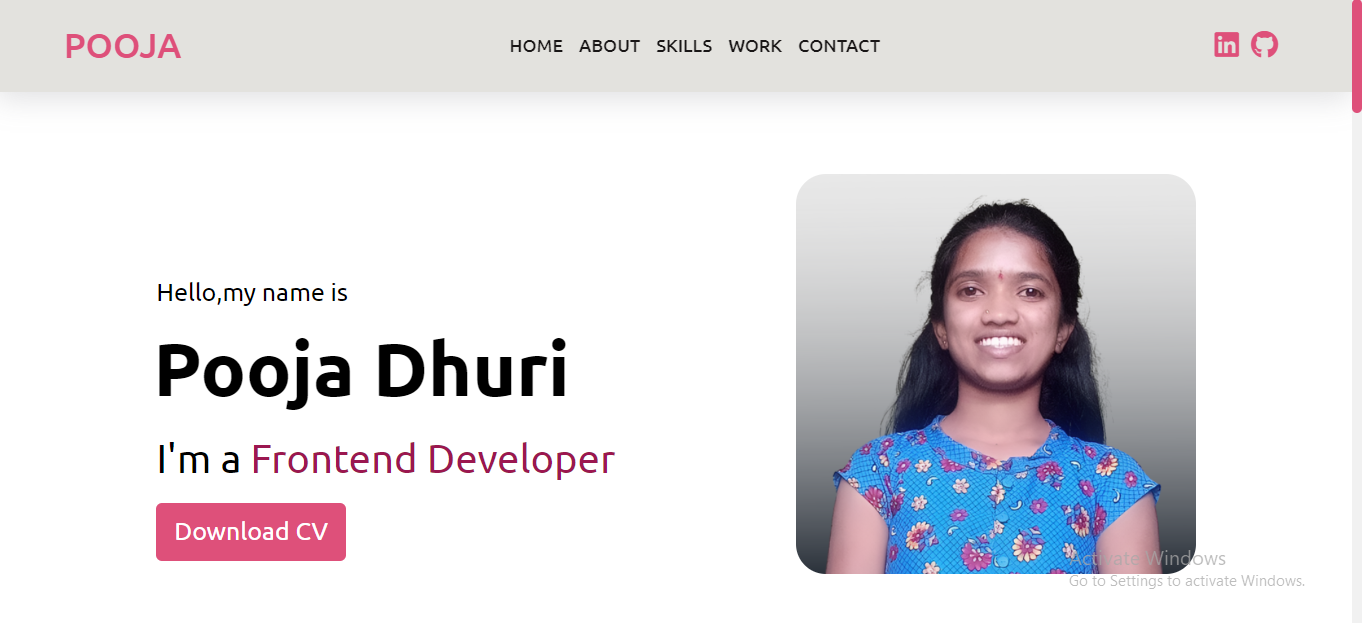 POOJA
HOME ABOUT SKILLS WORK CONTACT
in
Hello,my name is
Pooja Dhuri
I'm a Frontend Developer
Download CV
Activate Windows
Go to Settings to activate Windows.